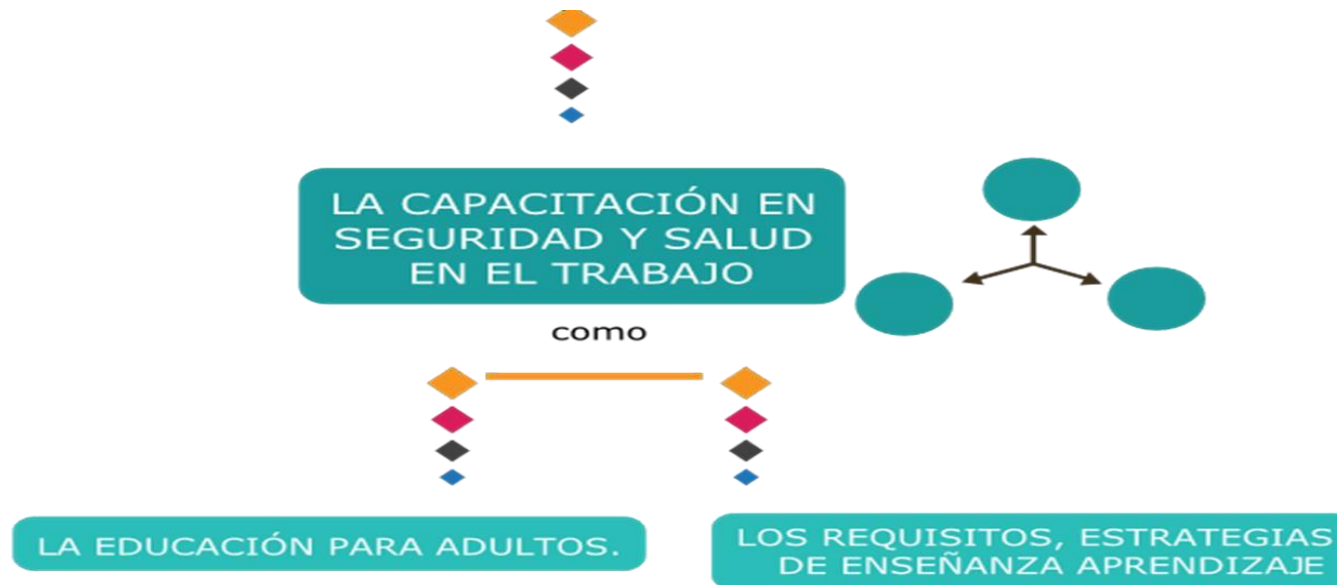 LA CAPACITACIÓN EN
SEGURIDAD Y SALUD
EN EL TRABAJO
como
LA EDUCACIÓN PARA ADULTOS.
LOS REQUISITOS, ESTRATEGIAS
DE ENSEÑANZA APRENDIZAJE